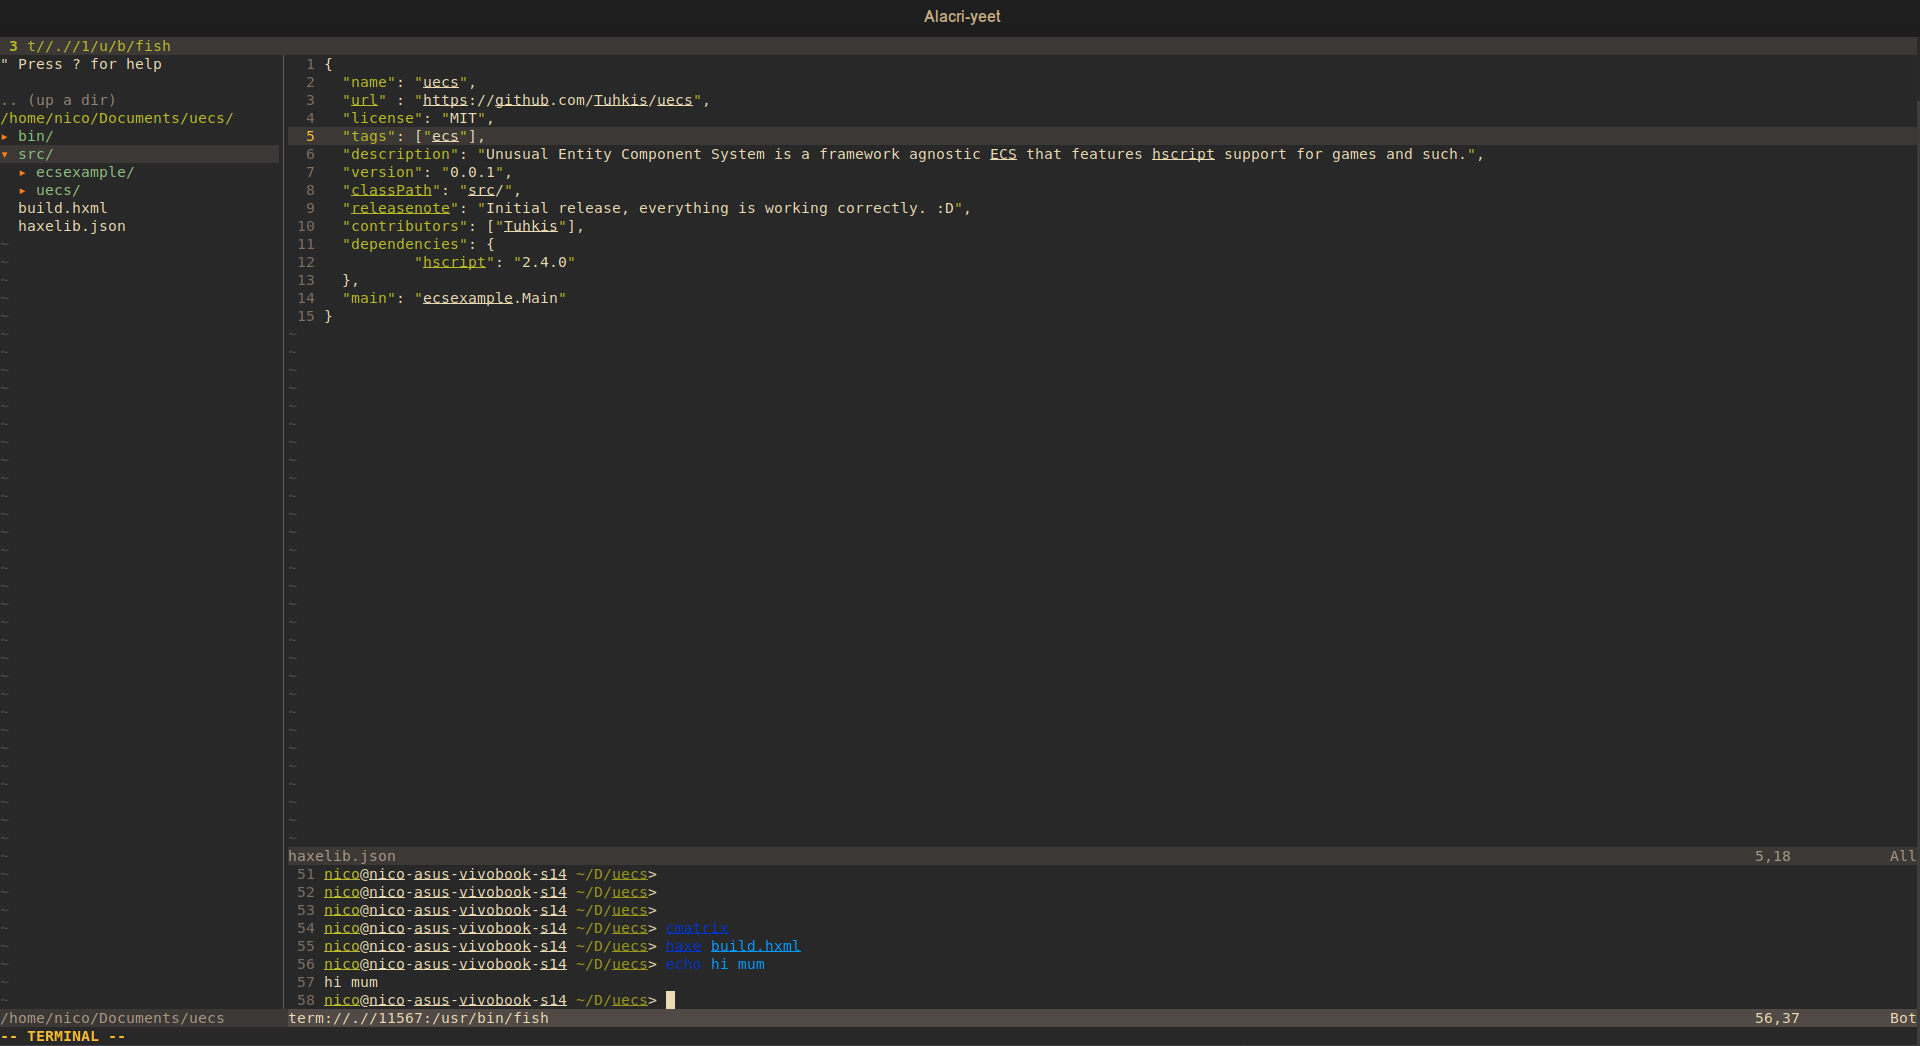 Alacri-yeet
3 t//.//1/u/b/fish
" Press ? for help
.. (up a dir)
/home/nico/Documents/uecs/
▸ bin/
▾ src/
▸ ecsexample/
▸ uecs/
build.hxml
haxelib.json
1 {
2 "name": "uecs",
3 "url" : "https://github.com/Tuhkis/uecs",
4 "license": "MIT",
5 "tags": ["ecs"],
6 "description": "Unusual Entity Component System is a framework agnostic ECS that features hscript support for games and such.",
7 "version": "0.0.1",
8 "classPath": "src/",
9 "releasenote": "Initial release, everything is working correctly. :D",
10 "contributors": ["Tuhkis"],
11 "dependencies": {
12 "hscript": "2.4.0"
13 },
14 "main": "ecsexample.Main"
15 }
haxelib.json 5,18 All
51 nico@nico-asus-vivobook-s14 ~/D/uecs>
52 nico@nico-asus-vivobook-s14 ~/D/uecs>
53 nico@nico-asus-vivobook-s14 ~/D/uecs>
54 nico@nico-asus-vivobook-s14 ~/D/uecs> cmatrix
55 nico@nico-asus-vivobook-s14 ~/D/uecs> haxe build.hxml
56 nico@nico-asus-vivobook-s14 ~/D/uecs> echo hi mum
57 hi mum
58 nico@nico-asus-vivobook-s14 ~/D/uecs>
/home/nico/Documents/uecs term://.//11567:/usr/bin/fish 56,37 Bot
-- TERMINAL --